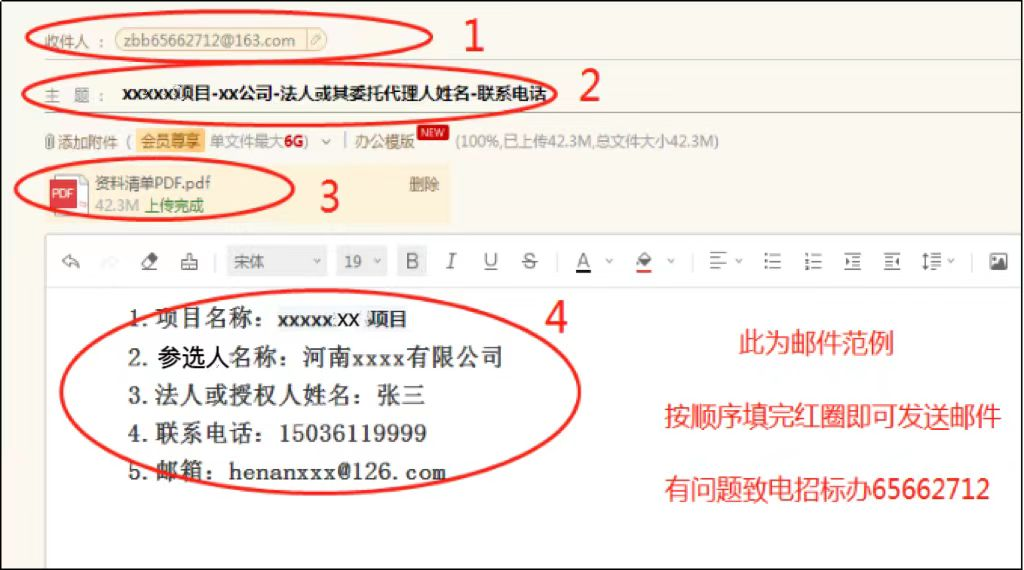 收件人 : zbb65662712@163.com
1
主 题 : xxxxx项目-xx公司-法人或其委托代理人姓名-联系电话
2
添加附件 ( 会员尊享 单文件最大6G) | 办公模版 NEW (100%,已上传42.3M,总文件大小42.3M)
PDF 资料清单PDF.pdf 删除
42.3M 上传完成
3
宋体 19 B I U S A
1. 项目名称：xxxxx XX 项目
4
2. 参选人名称：河南xxxx有限公司
3. 法人或授权人姓名：张三
4. 联系电话：15036119999
5. 邮箱：henanxxx@126.com
此为邮件范例
按顺序填完红圈即可发送邮件
有问题致电招标办65662712